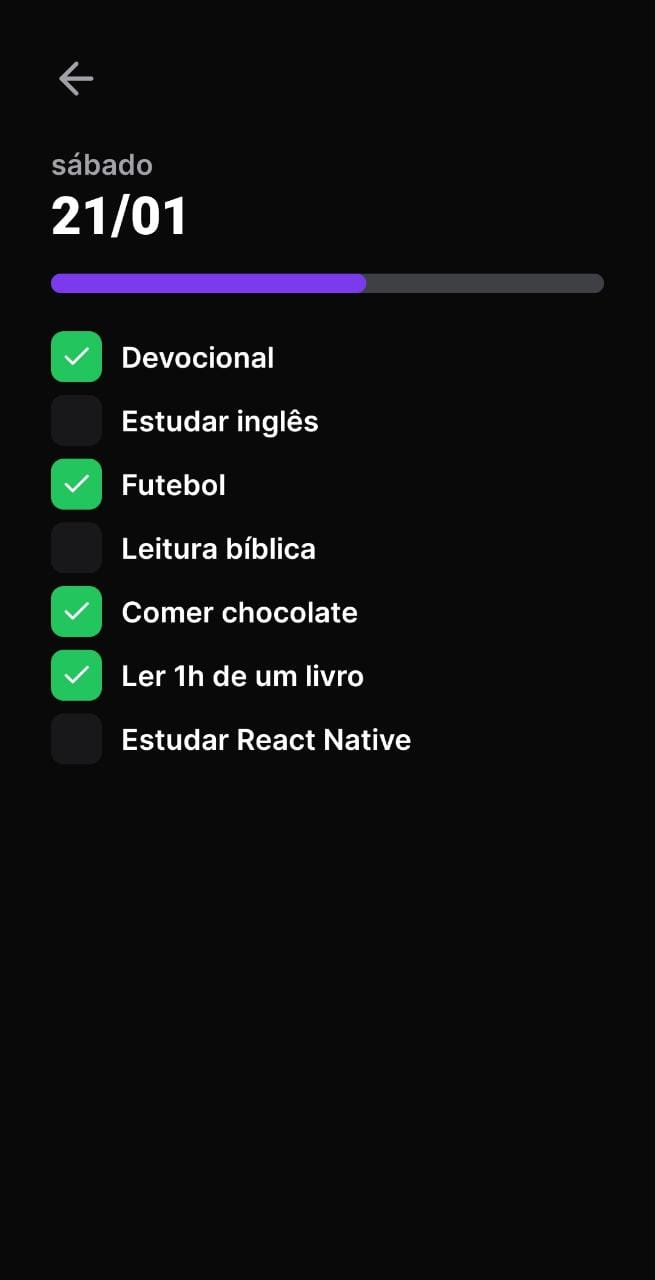 sábado
21/01
Devocional
Estudar inglês
Futebol
Leitura bíblica
Comer chocolate
Ler 1h de um livro
Estudar React Native